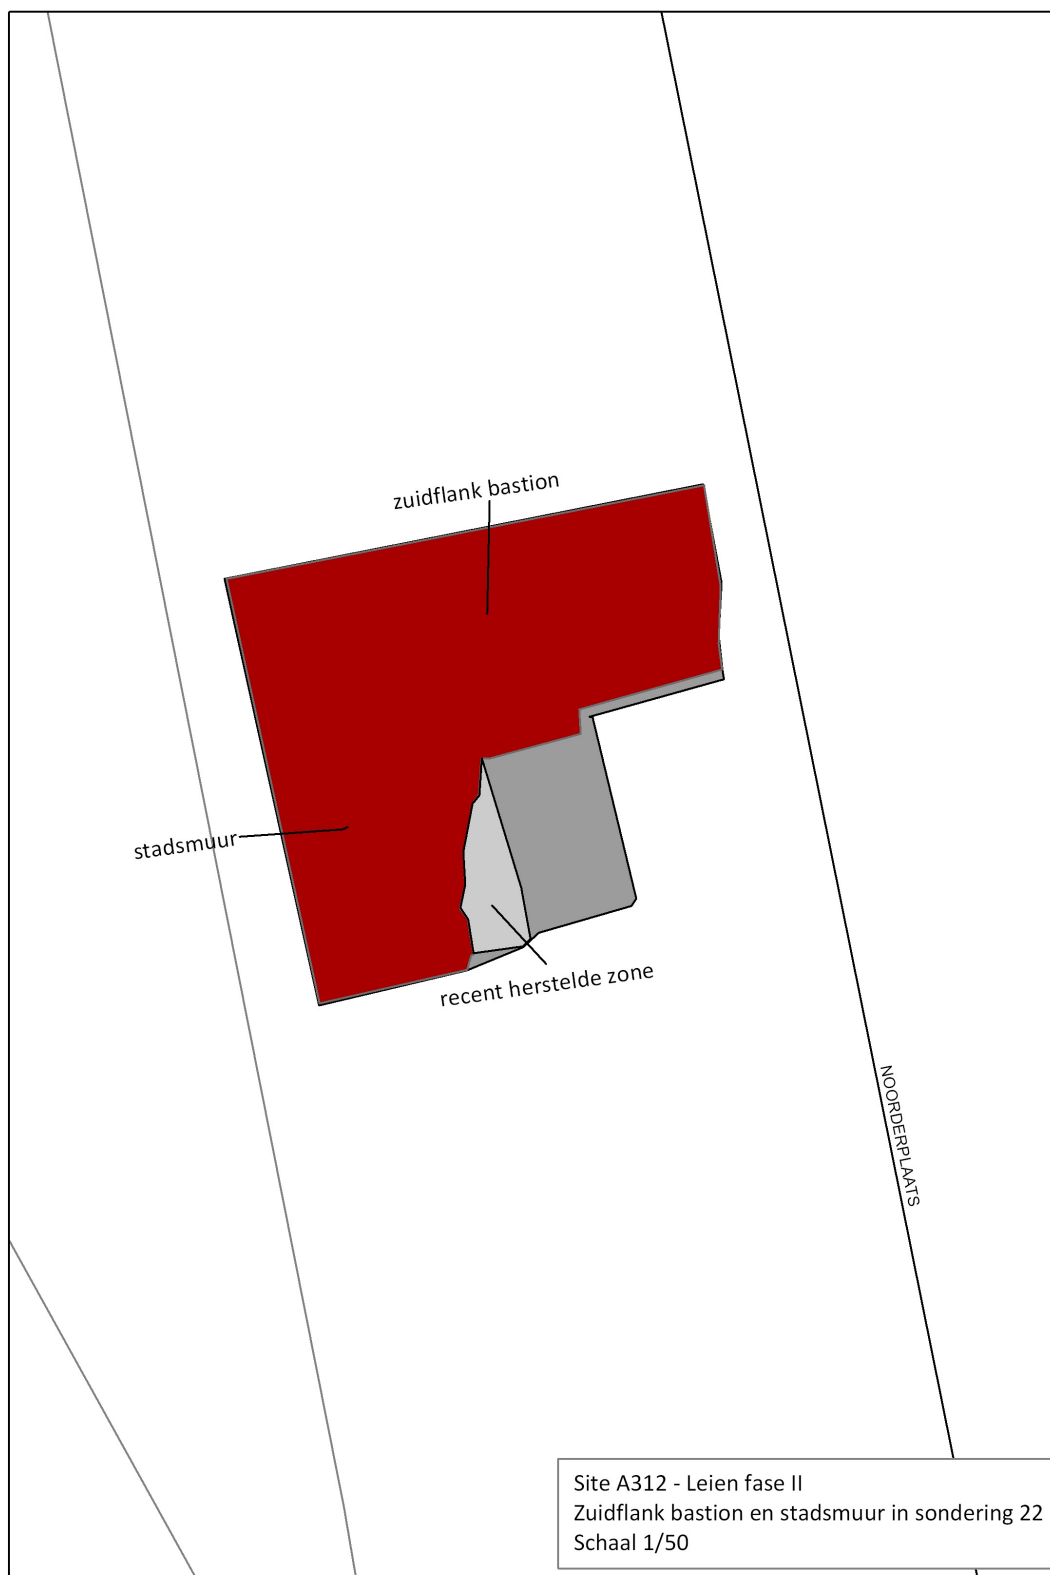 zuidflank bastion
stadsmuur
recent herstelde zone
NOORDERPLAATS
Site A312 - Leien fase II
Zuidflank bastion en stadsmuur in sondering 22
Schaal 1/50